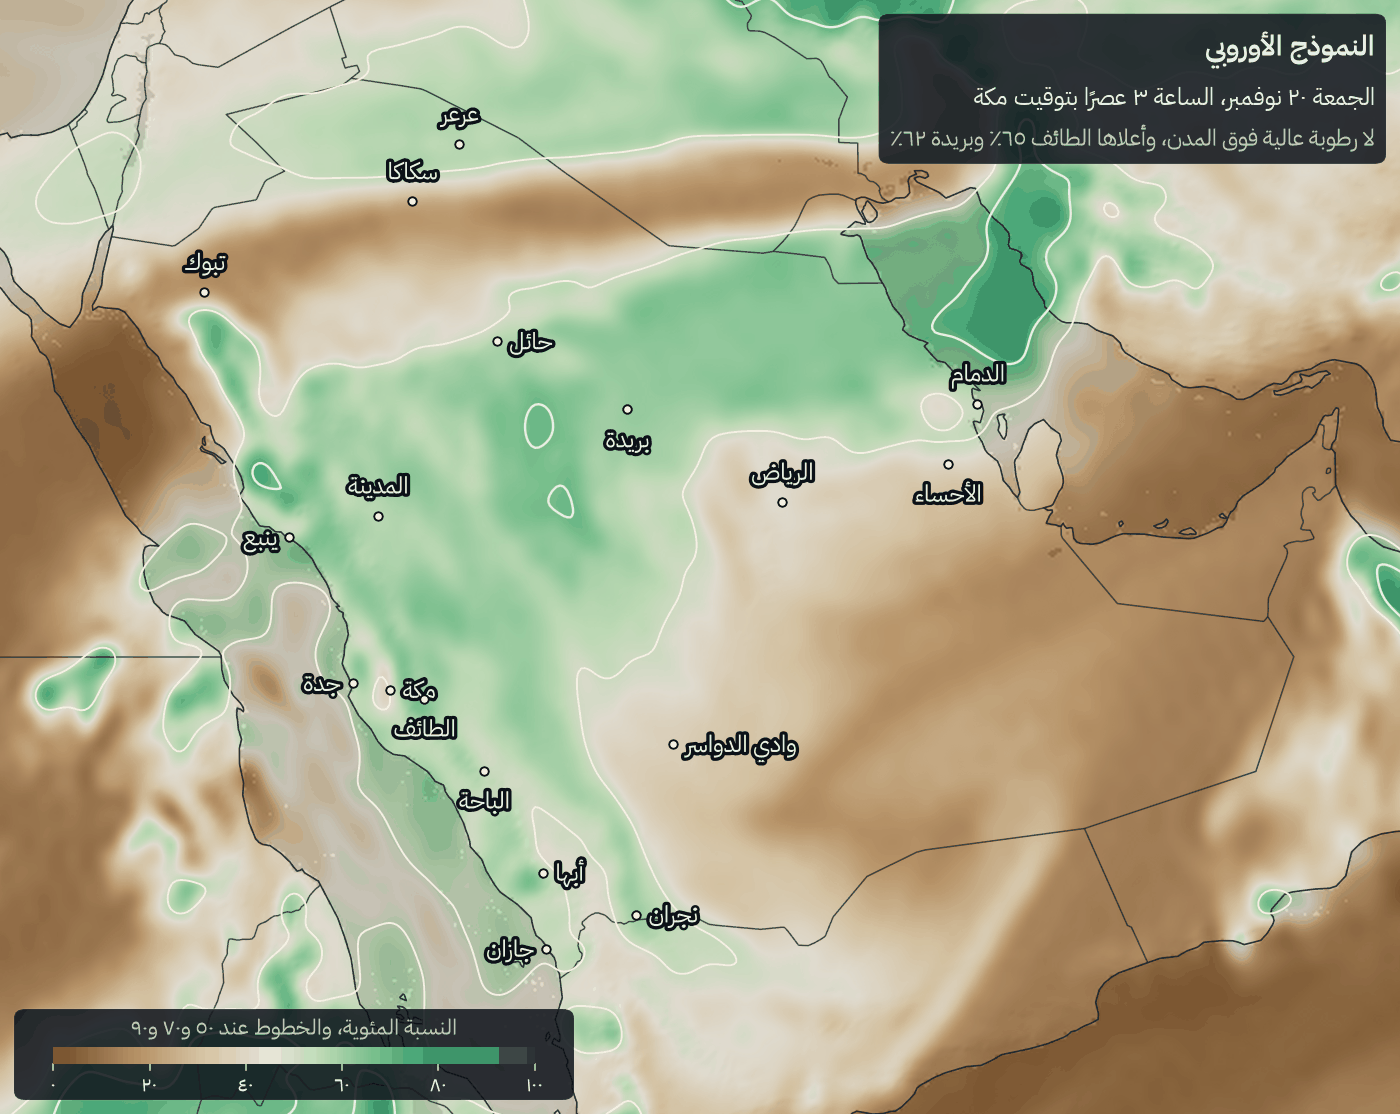 النموذج الأوروبي
الجمعة ٢٠ نوفمبر، الساعة ٣ عصرًا بتوقيت مكة
لا رطوبة عالية فوق المدن، وأعلاها الطائف ٦٥٪ وبريدة ٦٢٪
عرعر
سكاكا
تبوك
حائل
الدمام
بريدة
الرياض
الأحساء
المدينة
ينبع
جدة
مكة
الطائف
وادي الدواسر
الباحة
أبها
نجران
جازان
النسبة المئوية، والخطوط عند ٥٠ و٧٠ و٩٠
٠ ٢٠ ٤٠ ٦٠ ٨٠ ١٠٠